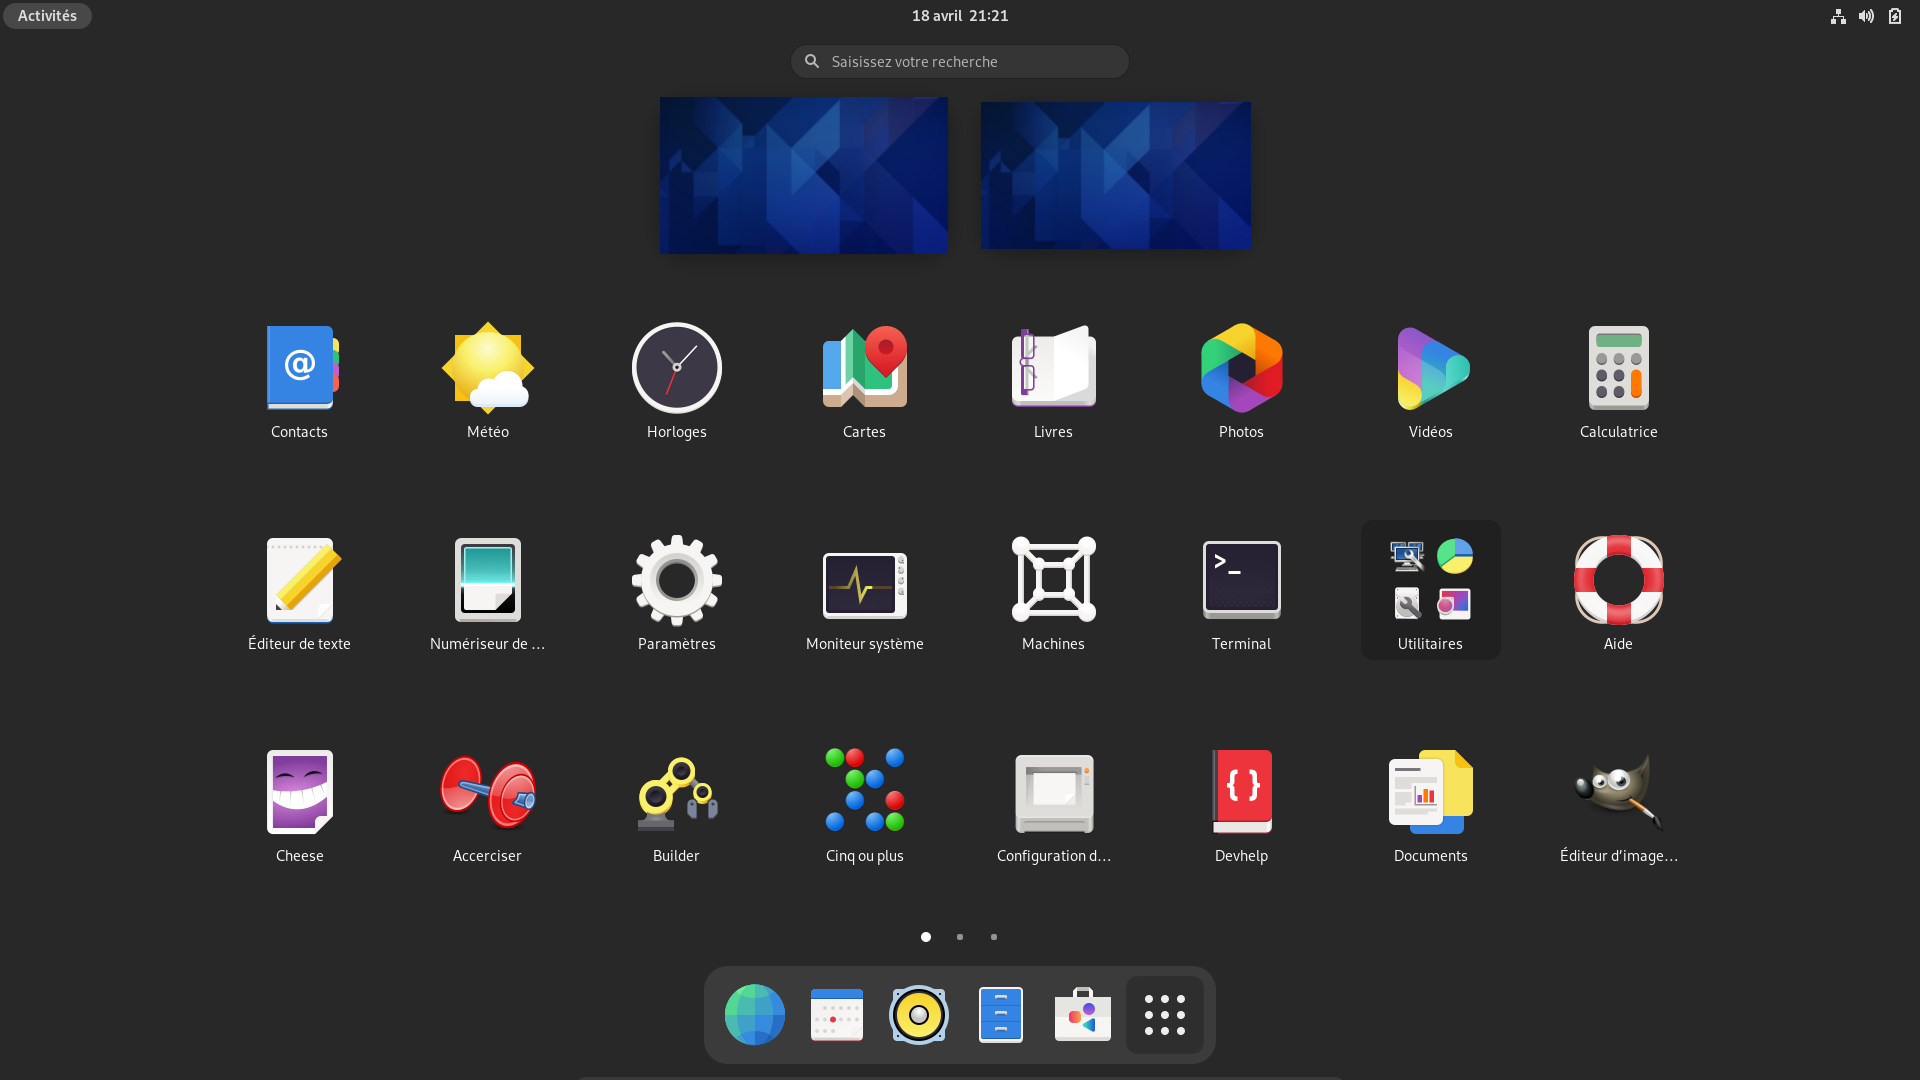 Activités
18 avril 21:21
Saisissez votre recherche
Contacts
Météo
Horloges
Cartes
Livres
Photos
Vidéos
Calculatrice
Éditeur de texte
Numériseur de …
Paramètres
Moniteur système
Machines
Terminal
Utilitaires
Aide
Cheese
Accerciser
Builder
Cinq ou plus
Configuration d…
Devhelp
Documents
Éditeur d’image…